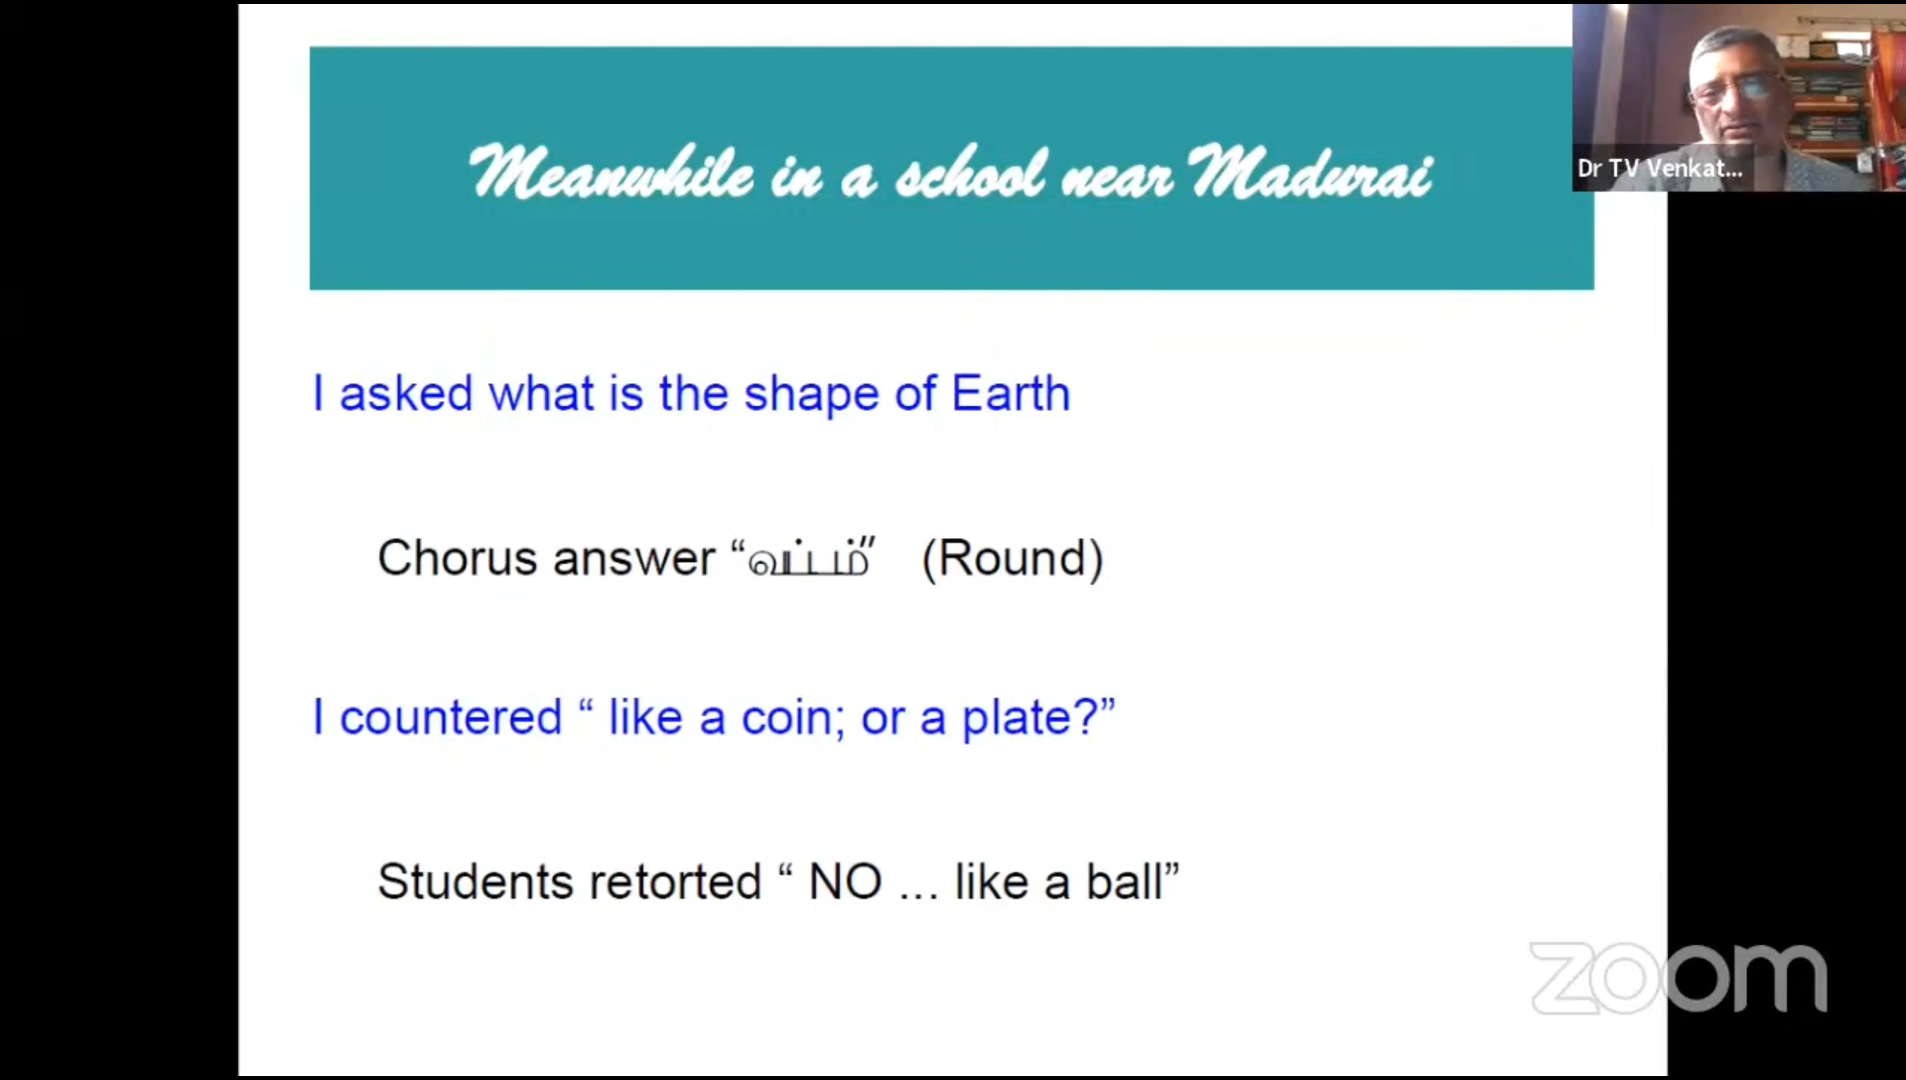 Meanwhile in a school near Madurai
Dr TV Venkat...
I asked what is the shape of Earth
Chorus answer “வட்டம்” (Round)
I countered “ like a coin; or a plate?”
Students retorted “ NO ... like a ball”
zoom